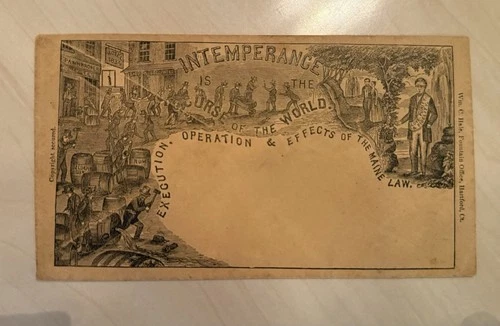 INTEMPERANCE
IS THE
CURSE OF THE WORLD.
EXECUTION, OPERATION & EFFECTS OF THE MAINE LAW.
Copyright secured.